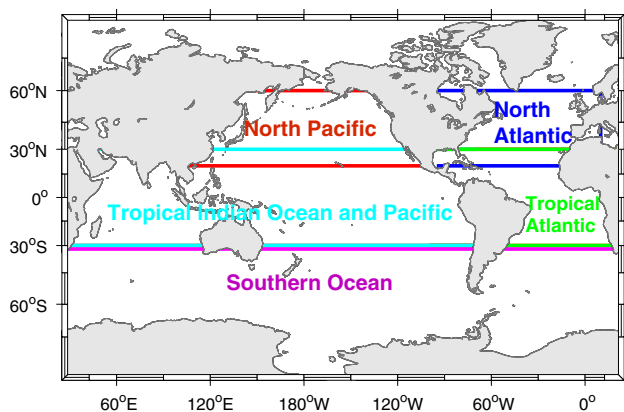 60°N
North
Atlantic
North Pacific
30°N
0°
Tropical Indian Ocean and Pacific
Tropical
Atlantic
30°S
Southern Ocean
60°S
60°E
120°E
180°W
120°W
60°W
0°